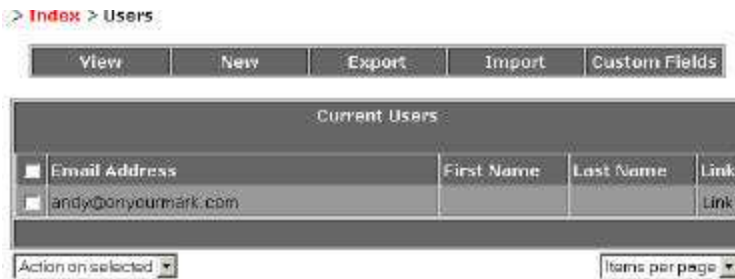 > Index > Users
View New Export Import Custom Fields
Current Users
Email Address First Name Last Name Link
andy@onyourmark.com Link
Action on selected Items per page